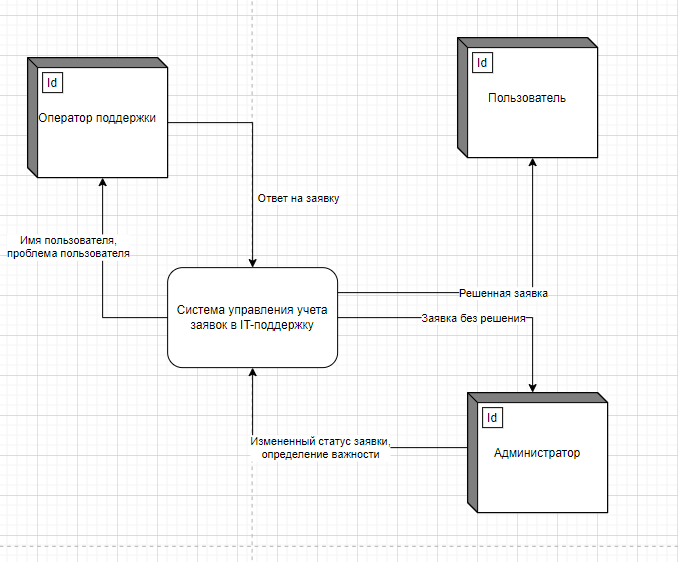 Id
Пользователь
Id
Оператор поддержки
Ответ на заявку
Имя пользователя,
проблема пользователя
Система управления учета
заявок в IT-поддержку
Решенная заявка
Заявка без решения
Id
Администратор
Измененный статус заявки,
определение важности